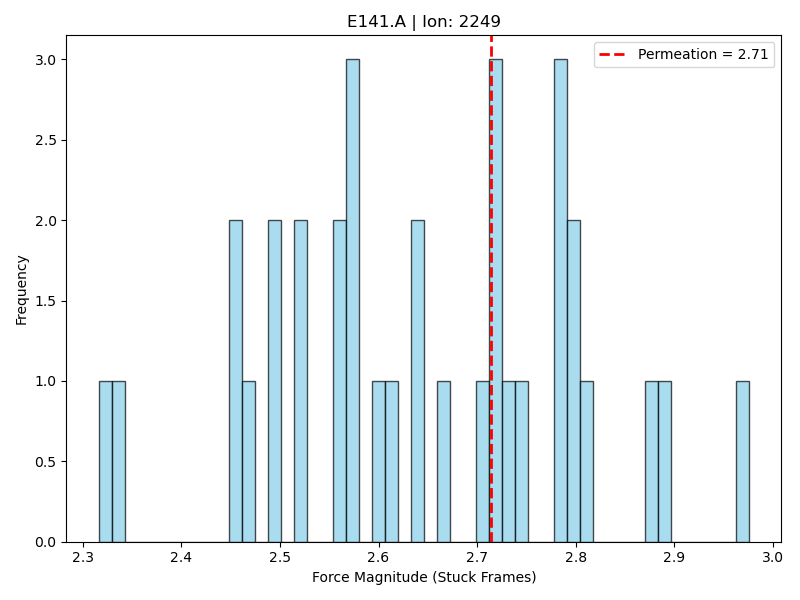 E141.A | Ion: 2249
Permeation = 2.71
Frequency
3.0
2.5
2.0
1.5
1.0
0.5
0.0
2.3 2.4 2.5 2.6 2.7 2.8 2.9 3.0
Force Magnitude (Stuck Frames)